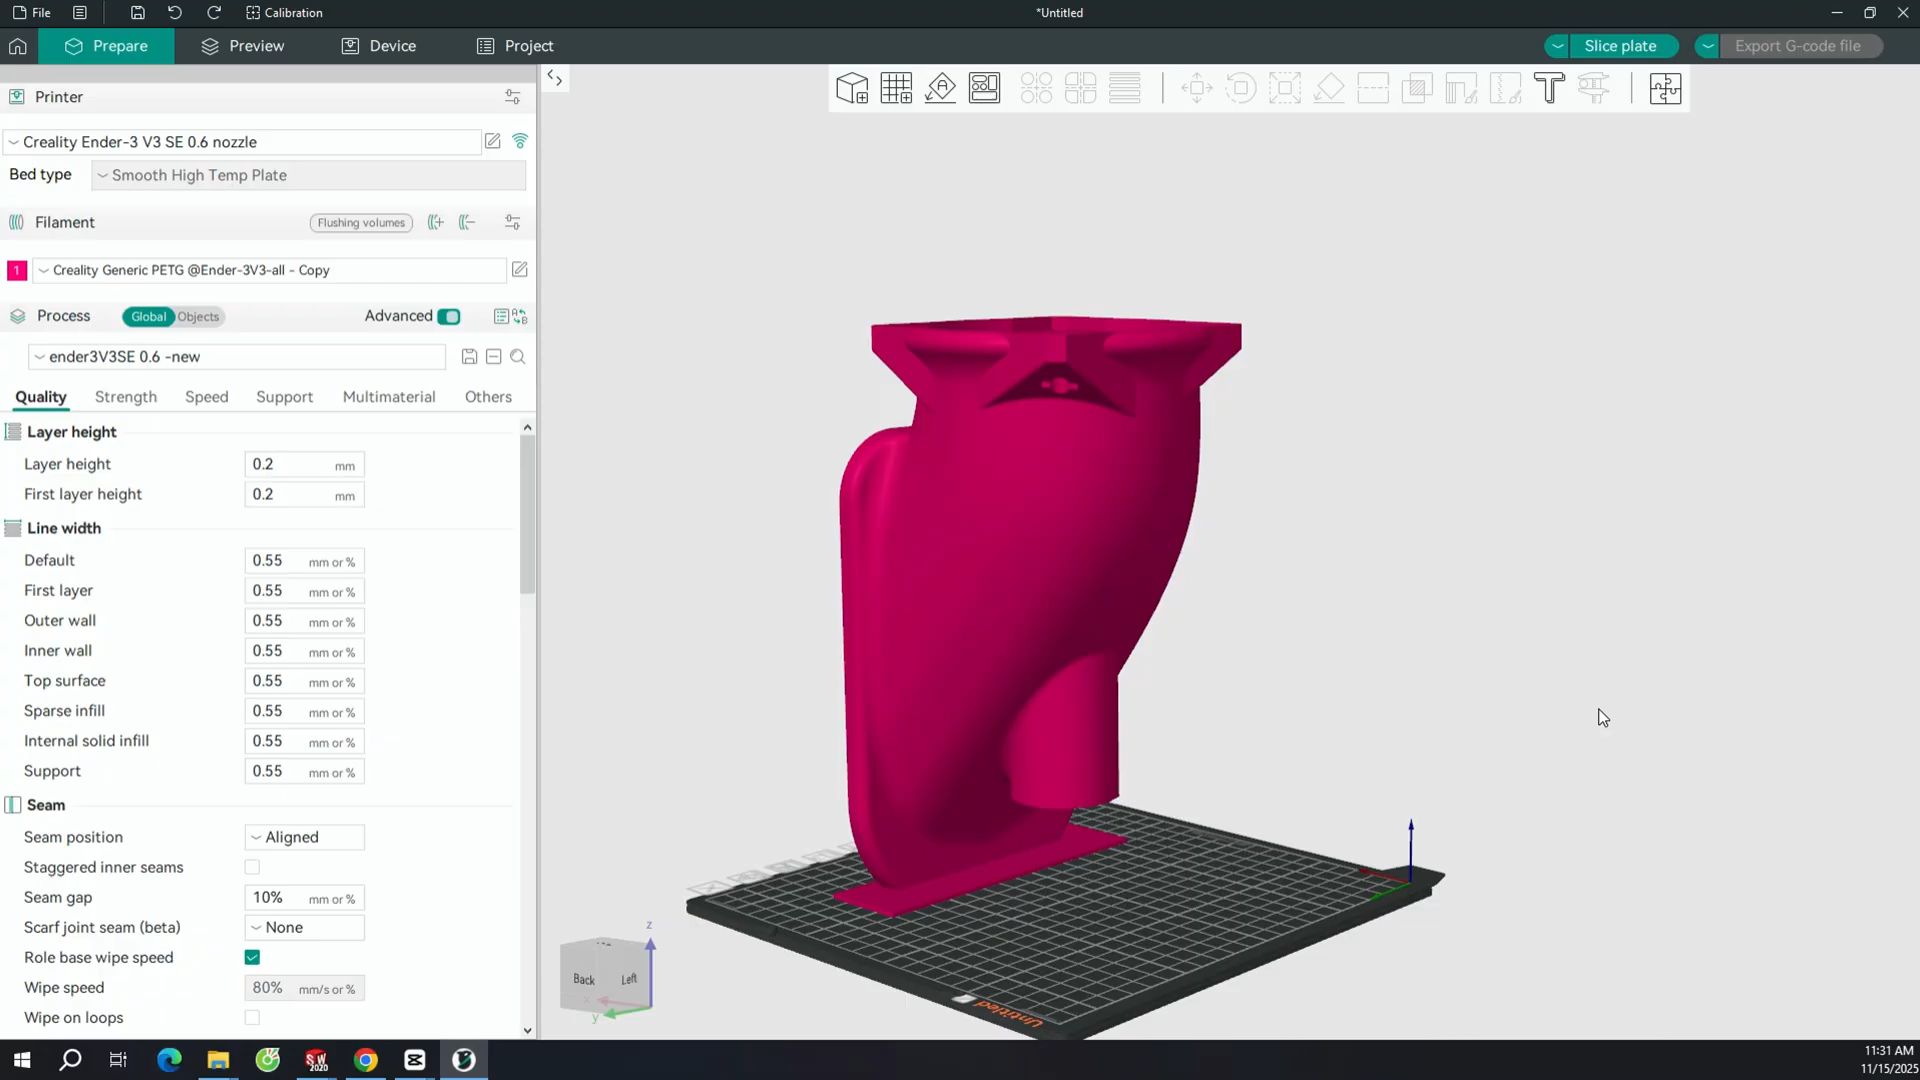 File
Calibration
*Untitled
Prepare
Preview
Device
Project
Slice plate
Export G-code file
Printer
Creality Ender-3 V3 SE 0.6 nozzle
Bed type
Smooth High Temp Plate
Filament
Flushing volumes
1
Creality Generic PETG @Ender-3V3-all - Copy
Process
Global
Objects
Advanced
ender3V3SE 0.6 -new
Quality
Strength
Speed
Support
Multimaterial
Others
Layer height
Layer height
0.2 mm
First layer height
0.2 mm
Line width
Default
0.55 mm or %
First layer
0.55 mm or %
Outer wall
0.55 mm or %
Inner wall
0.55 mm or %
Top surface
0.55 mm or %
Sparse infill
0.55 mm or %
Internal solid infill
0.55 mm or %
Support
0.55 mm or %
Seam
Seam position
Aligned
Staggered inner seams
Seam gap
10% mm or %
Scarf joint seam (beta)
None
Role base wipe speed
Wipe speed
80% mm/s or %
Wipe on loops
Back
Left
x
y
z
Untitled
SW
2020
11:31 AM
11/15/2025